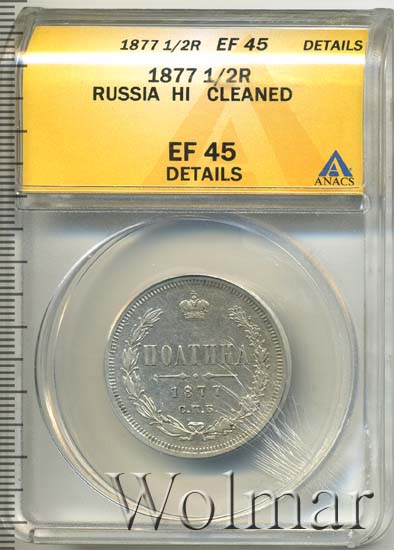 1877 1/2R EF 45 DETAILS
1877 1/2R
RUSSIA HI CLEANED
EF 45
DETAILS
ANACS
ПОЛТИНА
1877
С.П.Б.
Wolmar